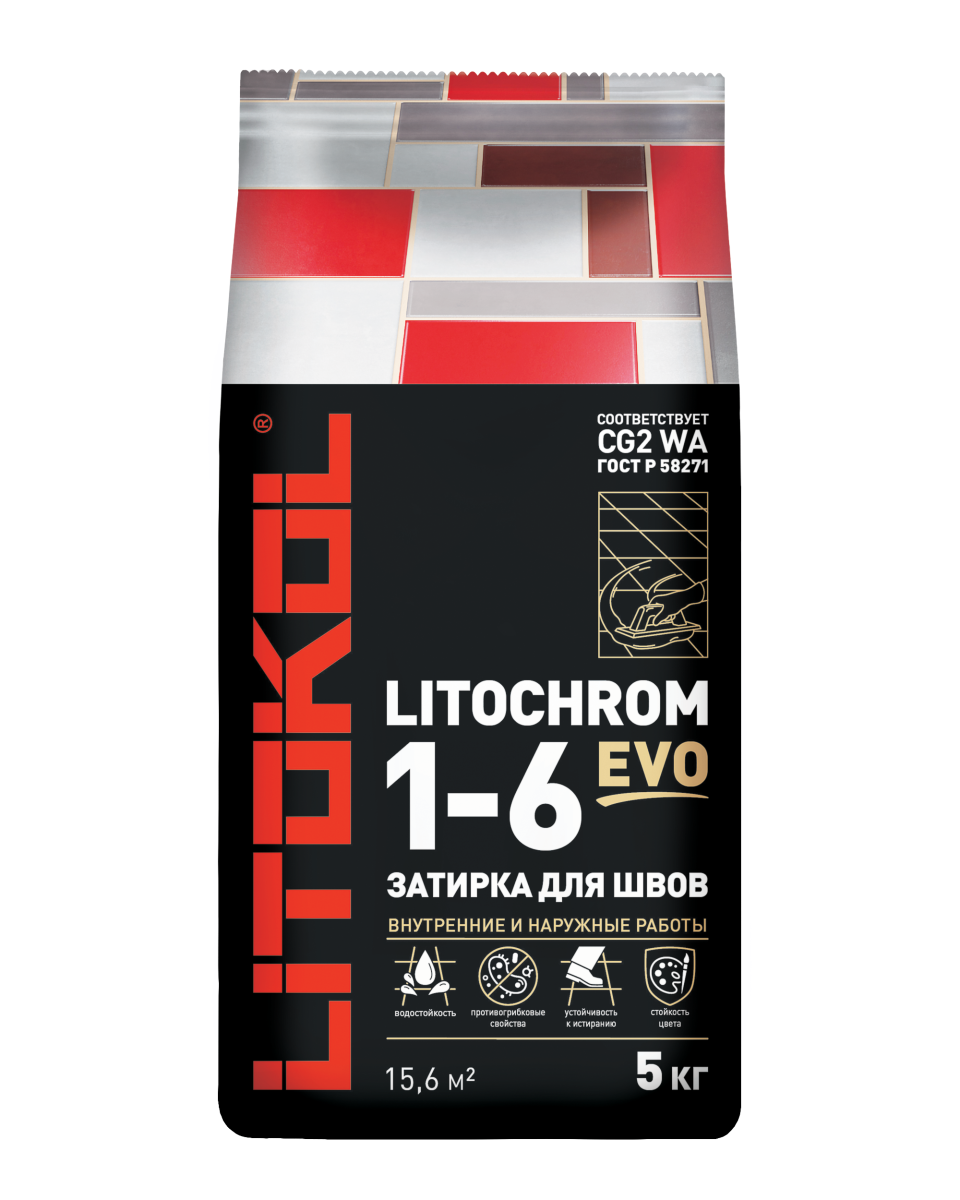 LITOKOL®
СООТВЕТСТВУЕТ
CG2 WA
ГОСТ Р 58271
LITOCHROM
1-6 EVO
ЗАТИРКА ДЛЯ ШВОВ
ВНУТРЕННИЕ И НАРУЖНЫЕ РАБОТЫ
водостойкость
противогрибковые
свойства
устойчивость
к истиранию
стойкость
цвета
15,6 м²
5 кг